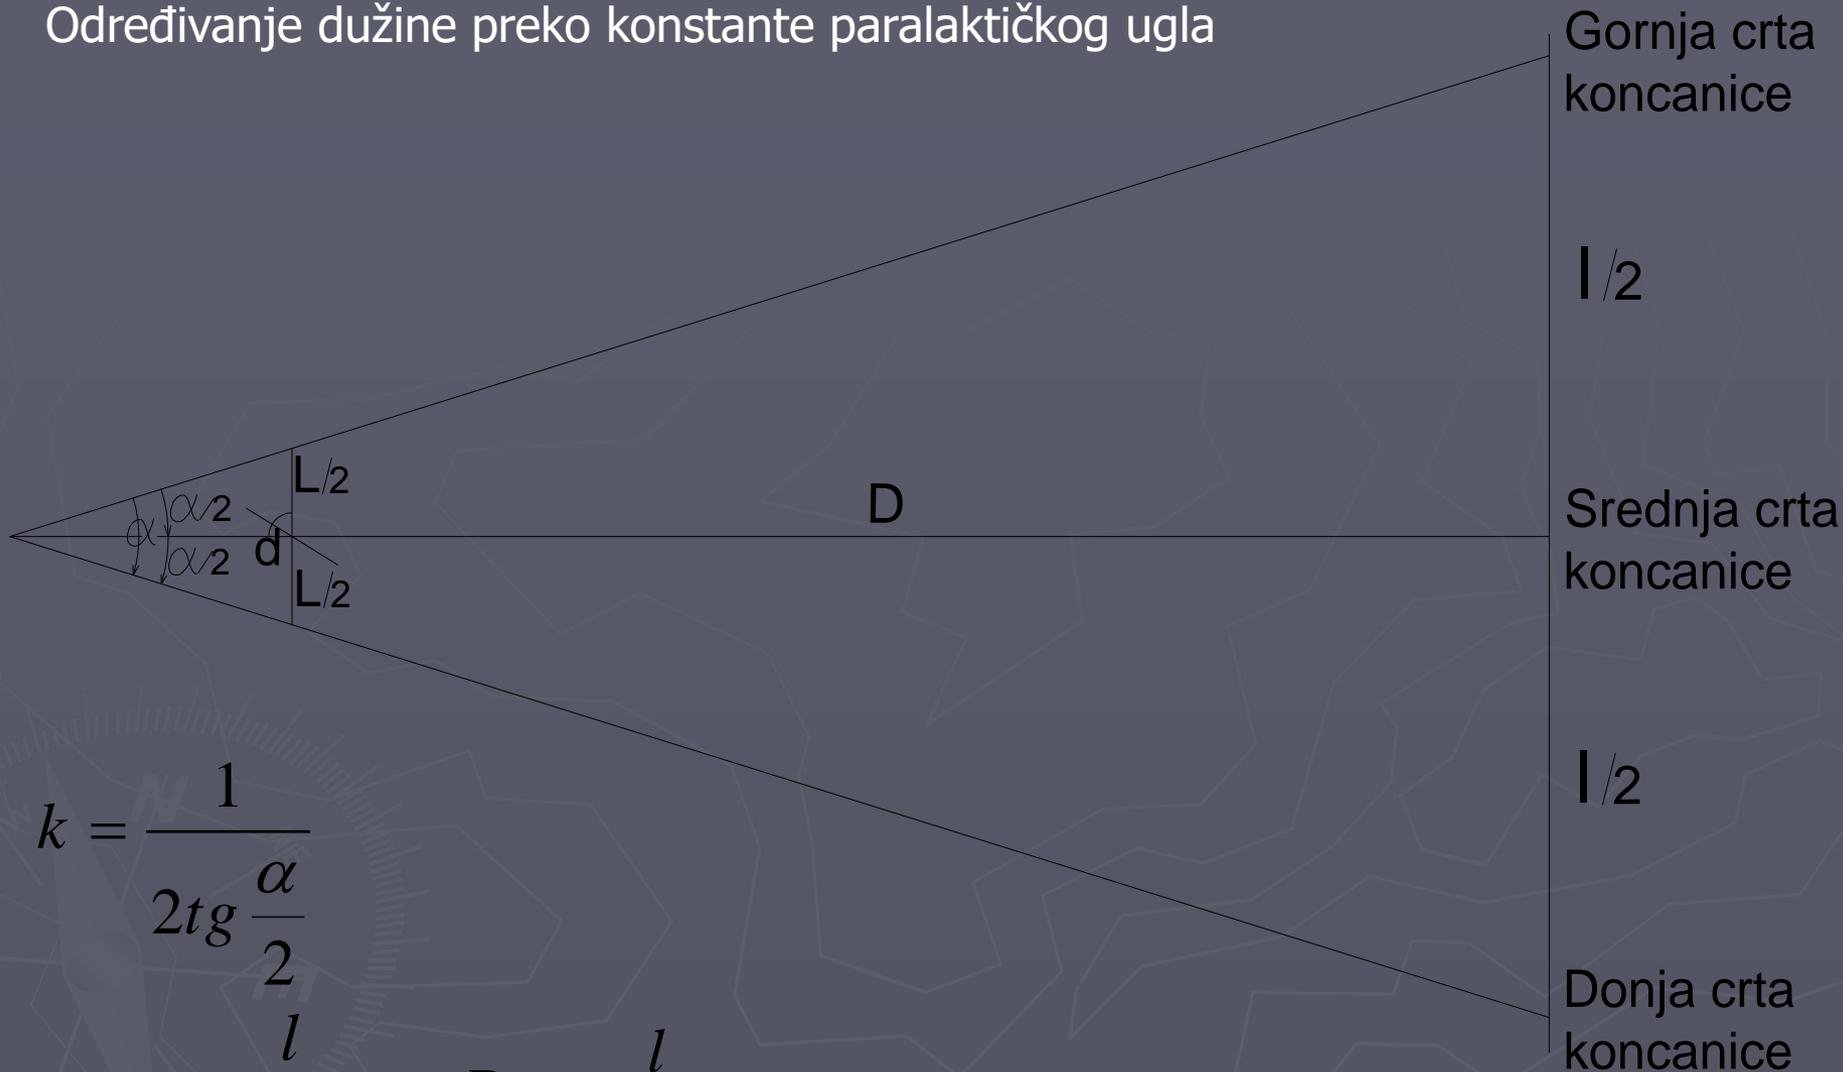 Određivanje dužine preko konstante paralaktičkog ugla
Gornja crta
koncanice
l/2
L/2
α/2
α
α/2
d
L/2
D
Srednja crta
koncanice
l/2
k = 1
2tg α
2
Donja crta
koncanice
l
l
N
W
E